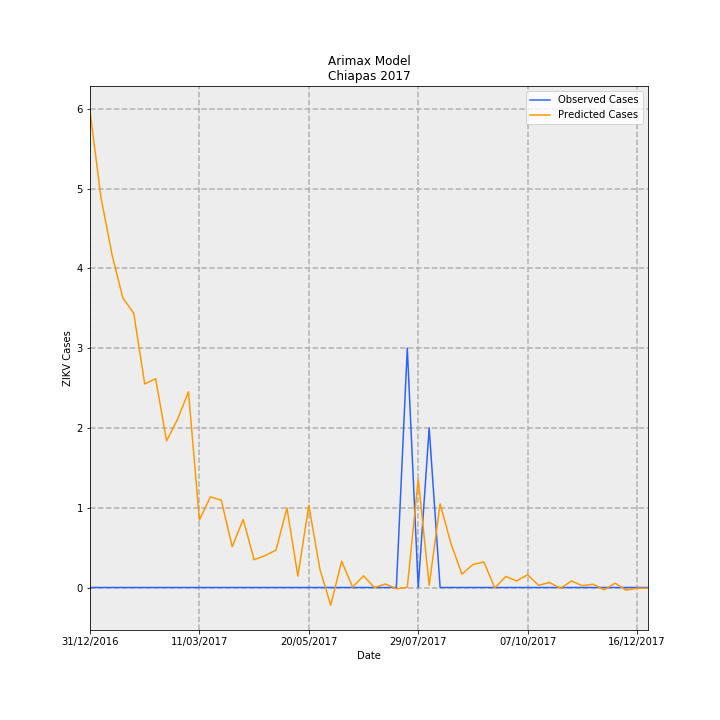 Arimax Model
Chiapas 2017
Observed Cases
Predicted Cases
ZIKV Cases
6
5
4
3
2
1
0
31/12/2016 11/03/2017 20/05/2017 29/07/2017 07/10/2017 16/12/2017
Date